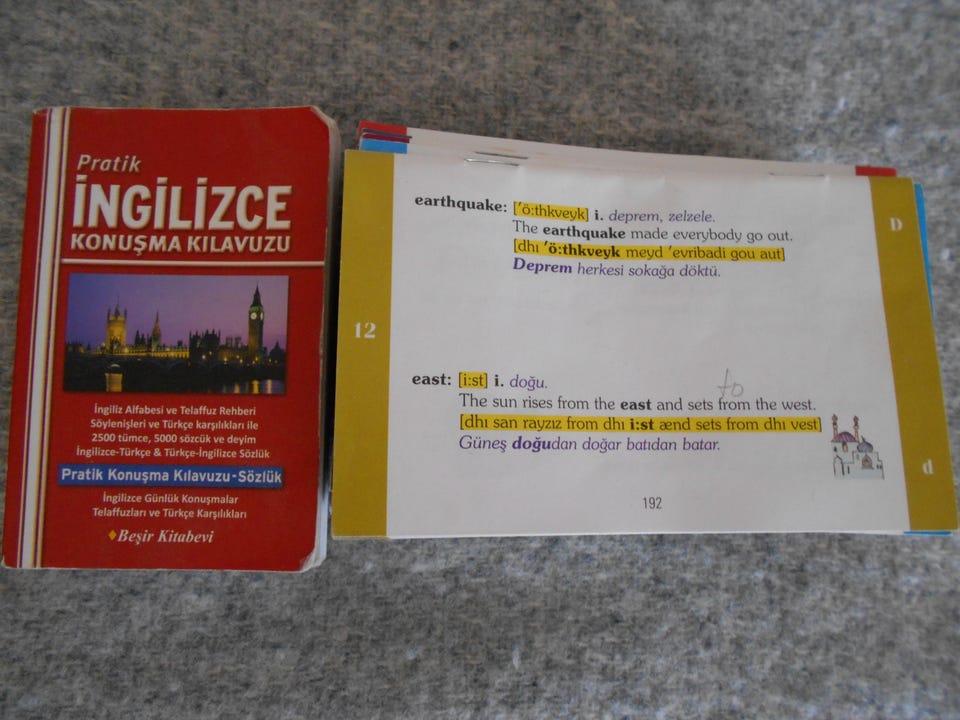 Pratik
İNGİLİZCE
KONUŞMA KILAVUZU
İngiliz Alfabesi ve Telaffuz Rehberi
Söylenişleri ve Türkçe karşılıkları ile
2500 tümce, 5000 sözcük ve deyim
İngilizce-Türkçe & Türkçe-İngilizce Sözlük
Pratik Konuşma Kılavuzu-Sözlük
İngilizce Günlük Konuşmalar
Telaffuzları ve Türkçe Karşılıkları
Beşir Kitabevi
12
earthquake: ['ö:thkveyk] i. deprem, zelzele.
The earthquake made everybody go out.
[dhı 'ö:thkveyk meyd 'evribadi gou aut]
Deprem herkesi sokağa döktü.
east: [i:st] i. doğu.
to
The sun rises from the east and sets from the west.
[dhı san rayzız from dhı i:st ænd sets from dhı vest]
Güneş doğudan doğar batıdan batar.
192
D
d